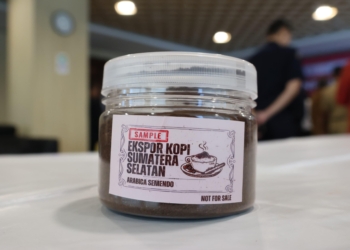 SAMPLE
EKSPOR KOPI
SUMATERA
SELATAN
ARABICA SEMENDO
NOT FOR SALE